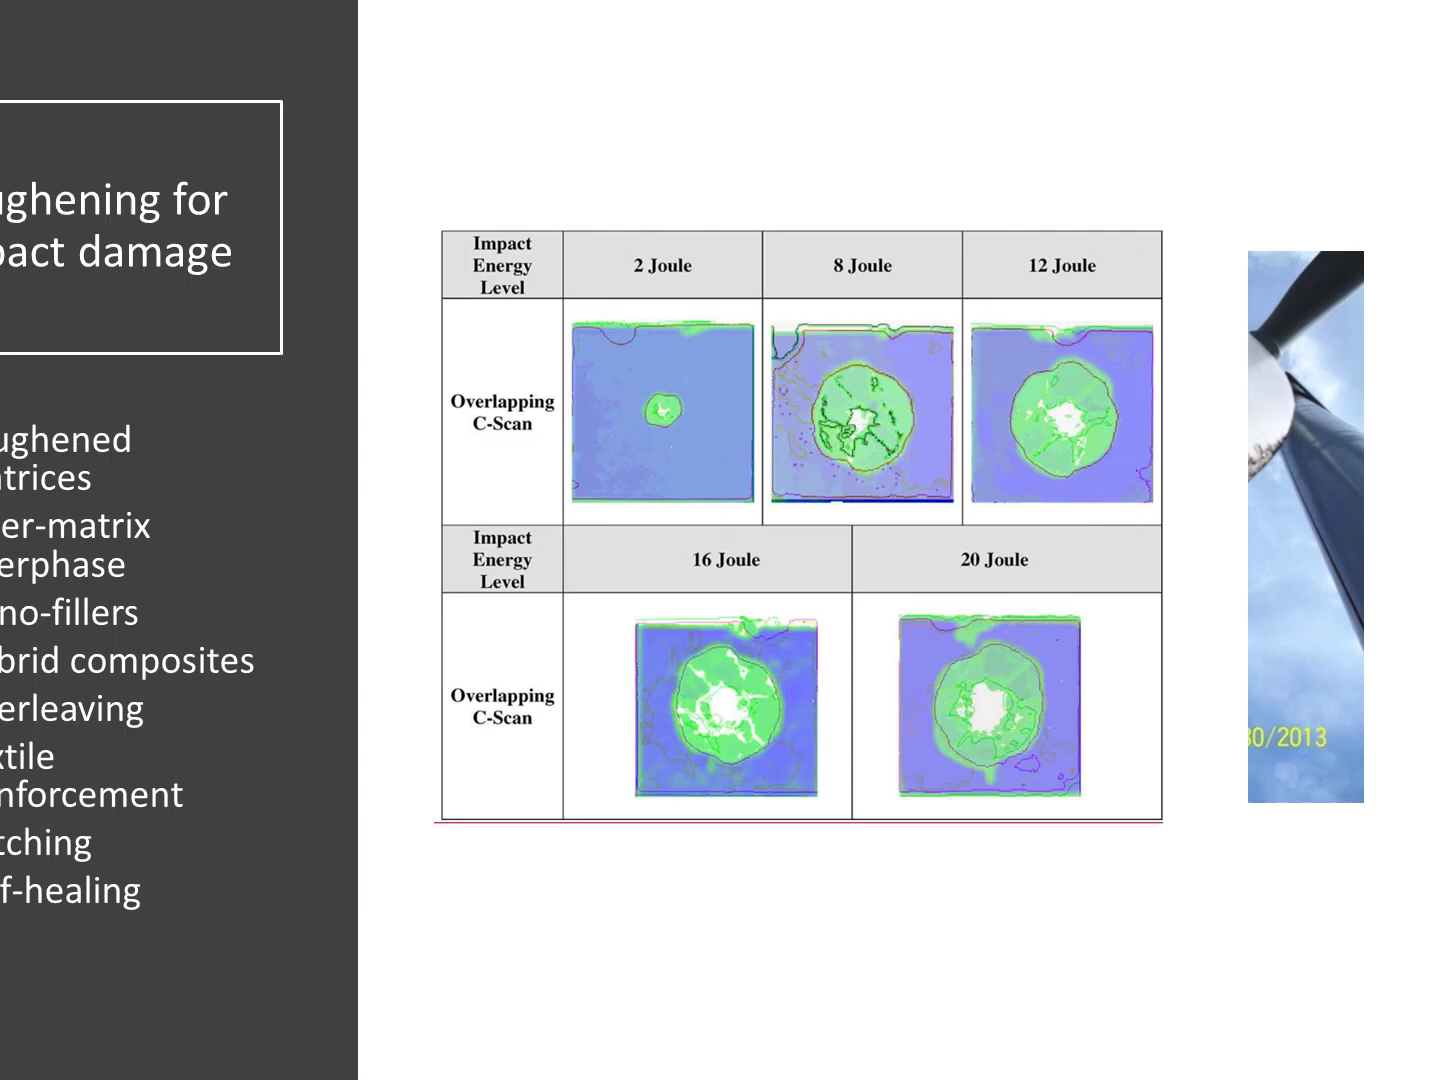 ughening for
pact damage
ughened
trices
er-matrix
erphase
no-fillers
brid composites
erleaving
xtile
nforcement
tching
f-healing
Impact
Energy
Level
2 Joule
8 Joule
12 Joule
Overlapping
C-Scan
Impact
Energy
Level
16 Joule
20 Joule
Overlapping
C-Scan
30/2013